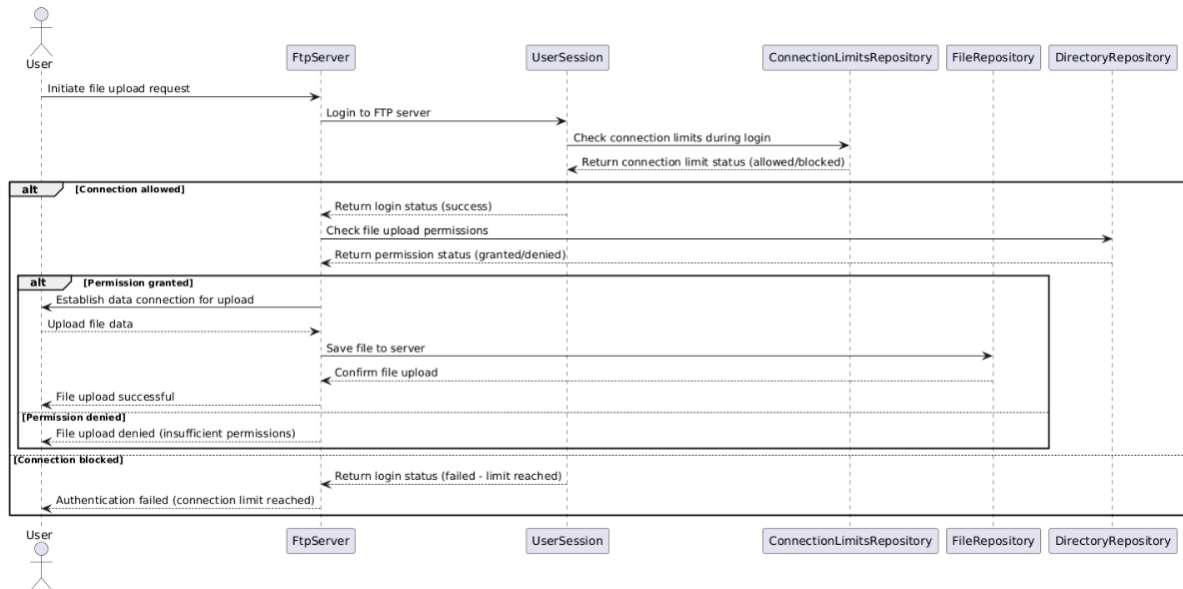 User
FtpServer UserSession ConnectionLimitsRepository FileRepository DirectoryRepository
Initiate file upload request
Login to FTP server
Check connection limits during login
Return connection limit status (allowed/blocked)
alt [Connection allowed]
Return login status (success)
Check file upload permissions
Return permission status (granted/denied)
alt [Permission granted]
Establish data connection for upload
Upload file data
Save file to server
Confirm file upload
File upload successful
[Permission denied]
File upload denied (insufficient permissions)
[Connection blocked]
Return login status (failed - limit reached)
Authentication failed (connection limit reached)
User
FtpServer UserSession ConnectionLimitsRepository FileRepository DirectoryRepository